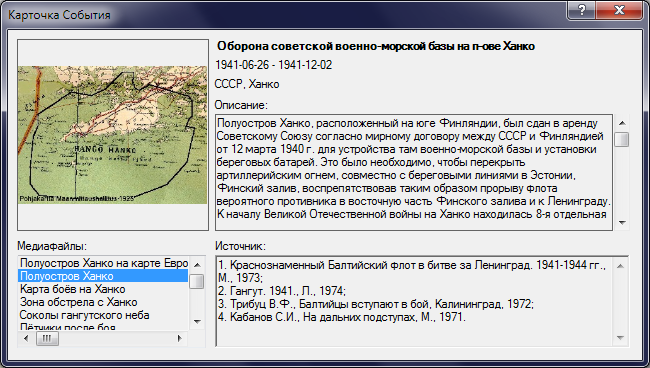 Карточка События
Оборона советской военно-морской базы на п-ове Ханко
1941-06-26 - 1941-12-02
СССР, Ханко
Описание:
Полуостров Ханко, расположенный на юге Финляндии, был сдан в аренду
Советскому Союзу согласно мирному договору между СССР и Финляндией
от 12 марта 1940 г. для устройства там военно-морской базы и установки
береговых батарей. Это было необходимо, чтобы перекрыть
артиллерийским огнем, совместно с береговыми линиями в Эстонии,
Финский залив, воспрепятствовав таким образом прорыву флота
вероятного противника в восточную часть Финского залива и к Ленинграду.
К началу Великой Отечественной войны на Ханко находилась 8-я отдельная
HANGO HANKO
Медиафайлы:
Полуостров Ханко на карте Евро
Полуостров Ханко
Карта боёв на Ханко
Зона обстрела с Ханко
Соколы гангутского неба
Лётчики после боя
Источник:
1. Краснознаменный Балтийский флот в битве за Ленинград. 1941-1944 гг.,
М., 1973;
2. Гангут. 1941., Л., 1974;
3. Трибуц В.Ф., Балтийцы вступают в бой, Калининград, 1972;
4. Кабанов С.И., На дальних подступах, М., 1971.